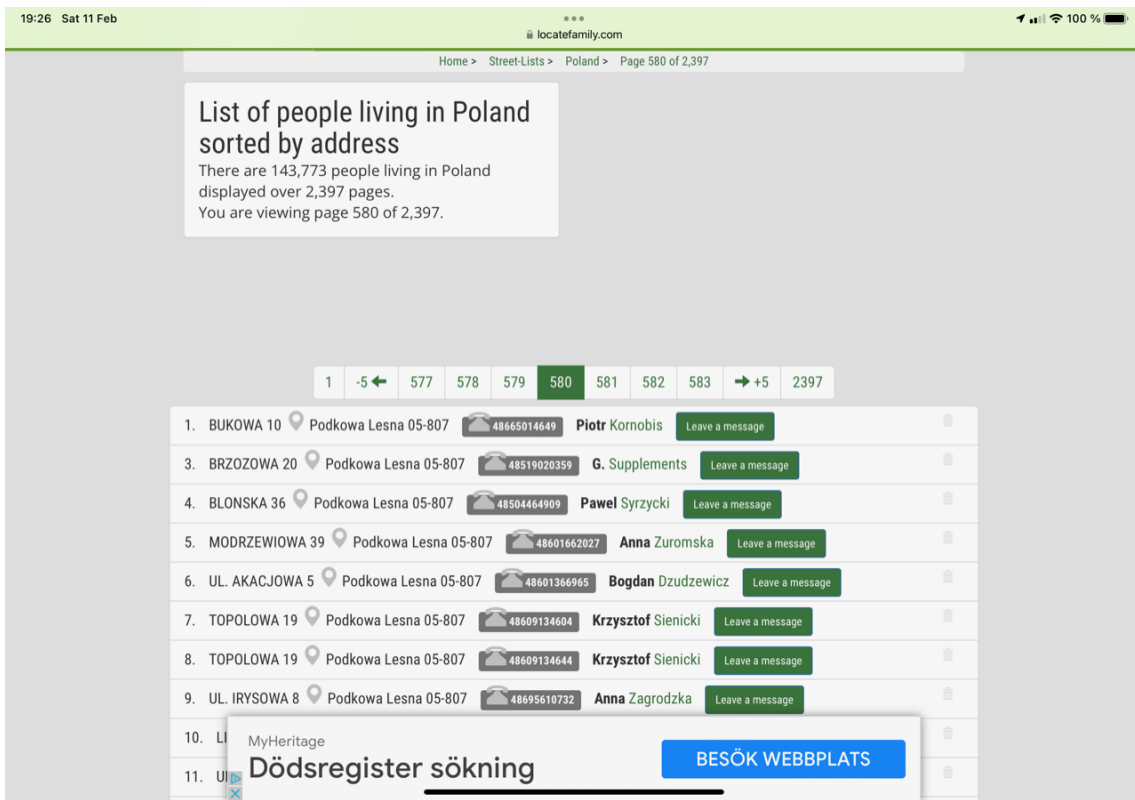 19:26 Sat 11 Feb
100 %
locatefamily.com
Home > Street-Lists > Poland > Page 580 of 2,397
List of people living in Poland
sorted by address
There are 143,773 people living in Poland
displayed over 2,397 pages.
You are viewing page 580 of 2,397.
1 -5 577 578 579 580 581 582 583 +5 2397
1. BUKOWA 10 Podkowa Lesna 05-807 48665014649 Piotr Kornobis Leave a message
3. BRZOZOWA 20 Podkowa Lesna 05-807 48519020359 G. Supplements Leave a message
4. BLONSKA 36 Podkowa Lesna 05-807 48504464909 Pawel Syrzycki Leave a message
5. MODRZEWIOWA 39 Podkowa Lesna 05-807 48601662027 Anna Zuromska Leave a message
6. UL. AKACJOWA 5 Podkowa Lesna 05-807 48601366965 Bogdan Dzudzewicz Leave a message
7. TOPOLOWA 19 Podkowa Lesna 05-807 48609134604 Krzysztof Sienicki Leave a message
8. TOPOLOWA 19 Podkowa Lesna 05-807 48609134644 Krzysztof Sienicki Leave a message
9. UL. IRYSOWA 8 Podkowa Lesna 05-807 48695610732 Anna Zagrodzka Leave a message
10.
11.
MyHeritage
Dödsregister sökning
BESÖK WEBBPLATS